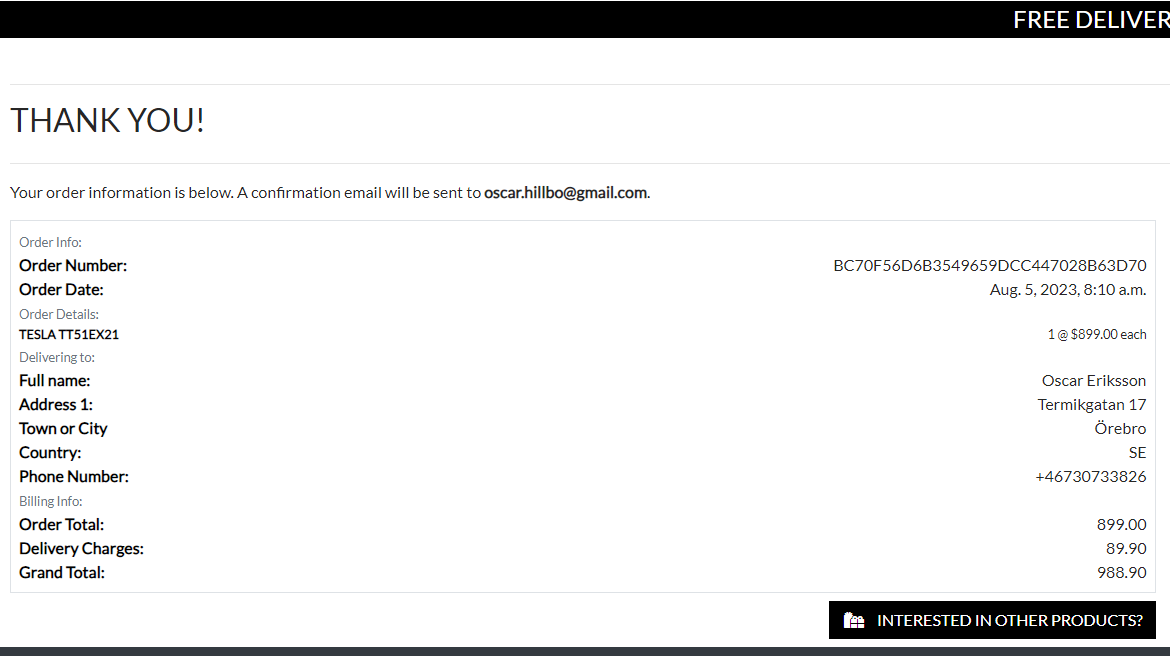 FREE DELIVER
THANK YOU!
Your order information is below. A confirmation email will be sent to oscar.hillbo@gmail.com.
Order Info:
Order Number: BC70F56D6B3549659DCC447028B63D70
Order Date: Aug. 5, 2023, 8:10 a.m.
Order Details:
TESLA TT51EX21 1 @ $899.00 each
Delivering to:
Full name: Oscar Eriksson
Address 1: Termikgatan 17
Town or City Örebro
Country: SE
Phone Number: +46730733826
Billing Info:
Order Total: 899.00
Delivery Charges: 89.90
Grand Total: 988.90
INTERESTED IN OTHER PRODUCTS?